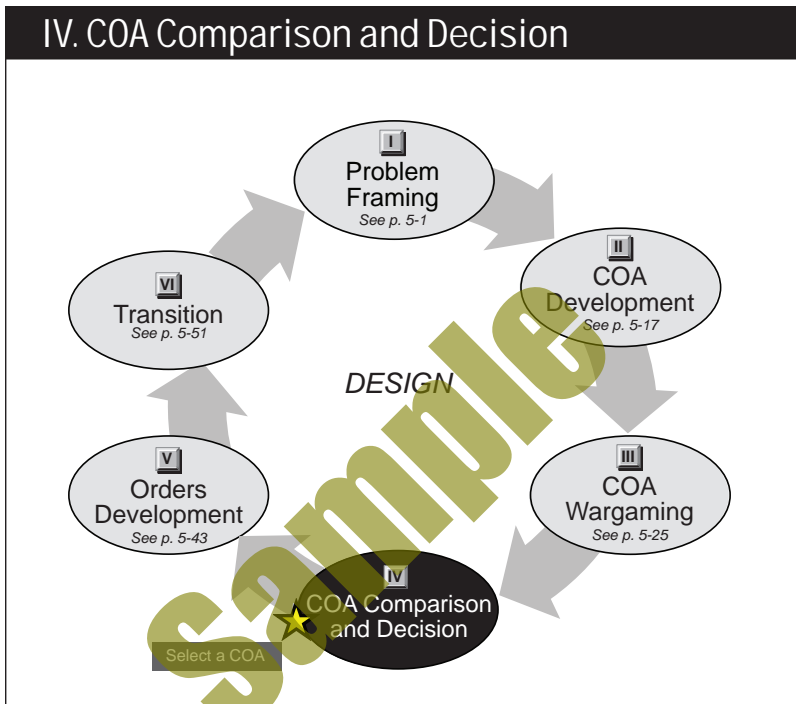 IV. COA Comparison and Decision
I
Problem
Framing
See p. 5-1
II
COA
Development
See p. 5-17
III
COA
Wargaming
See p. 5-25
IV
COA Comparison
and Decision
Select a COA
V
Orders
Development
See p. 5-43
VI
Transition
See p. 5-51
DESIGN
sample